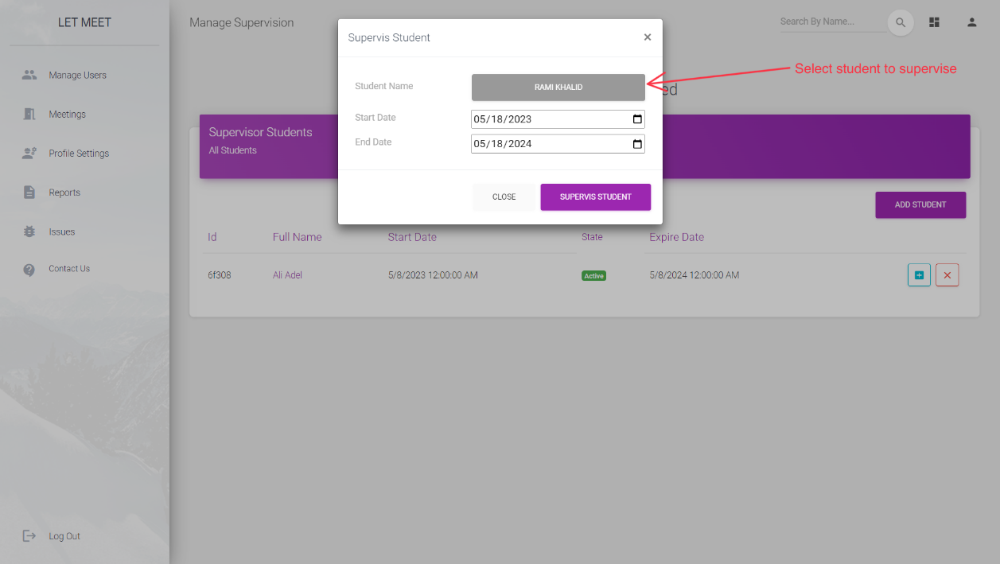 LET MEET
Manage Users
Meetings
Profile Settings
Reports
Issues
Contact Us
Log Out
Manage Supervision
Search By Name...
Supervis Student
×
Student Name
RAMI KHALID
Start Date
05/18/2023
End Date
05/18/2024
CLOSE
SUPERVIS STUDENT
Select student to supervise
Supervisor Students
All Students
ADD STUDENT
Id Full Name Start Date State Expire Date
6f308 Ali Adel 5/8/2023 12:00:00 AM Active 5/8/2024 12:00:00 AM